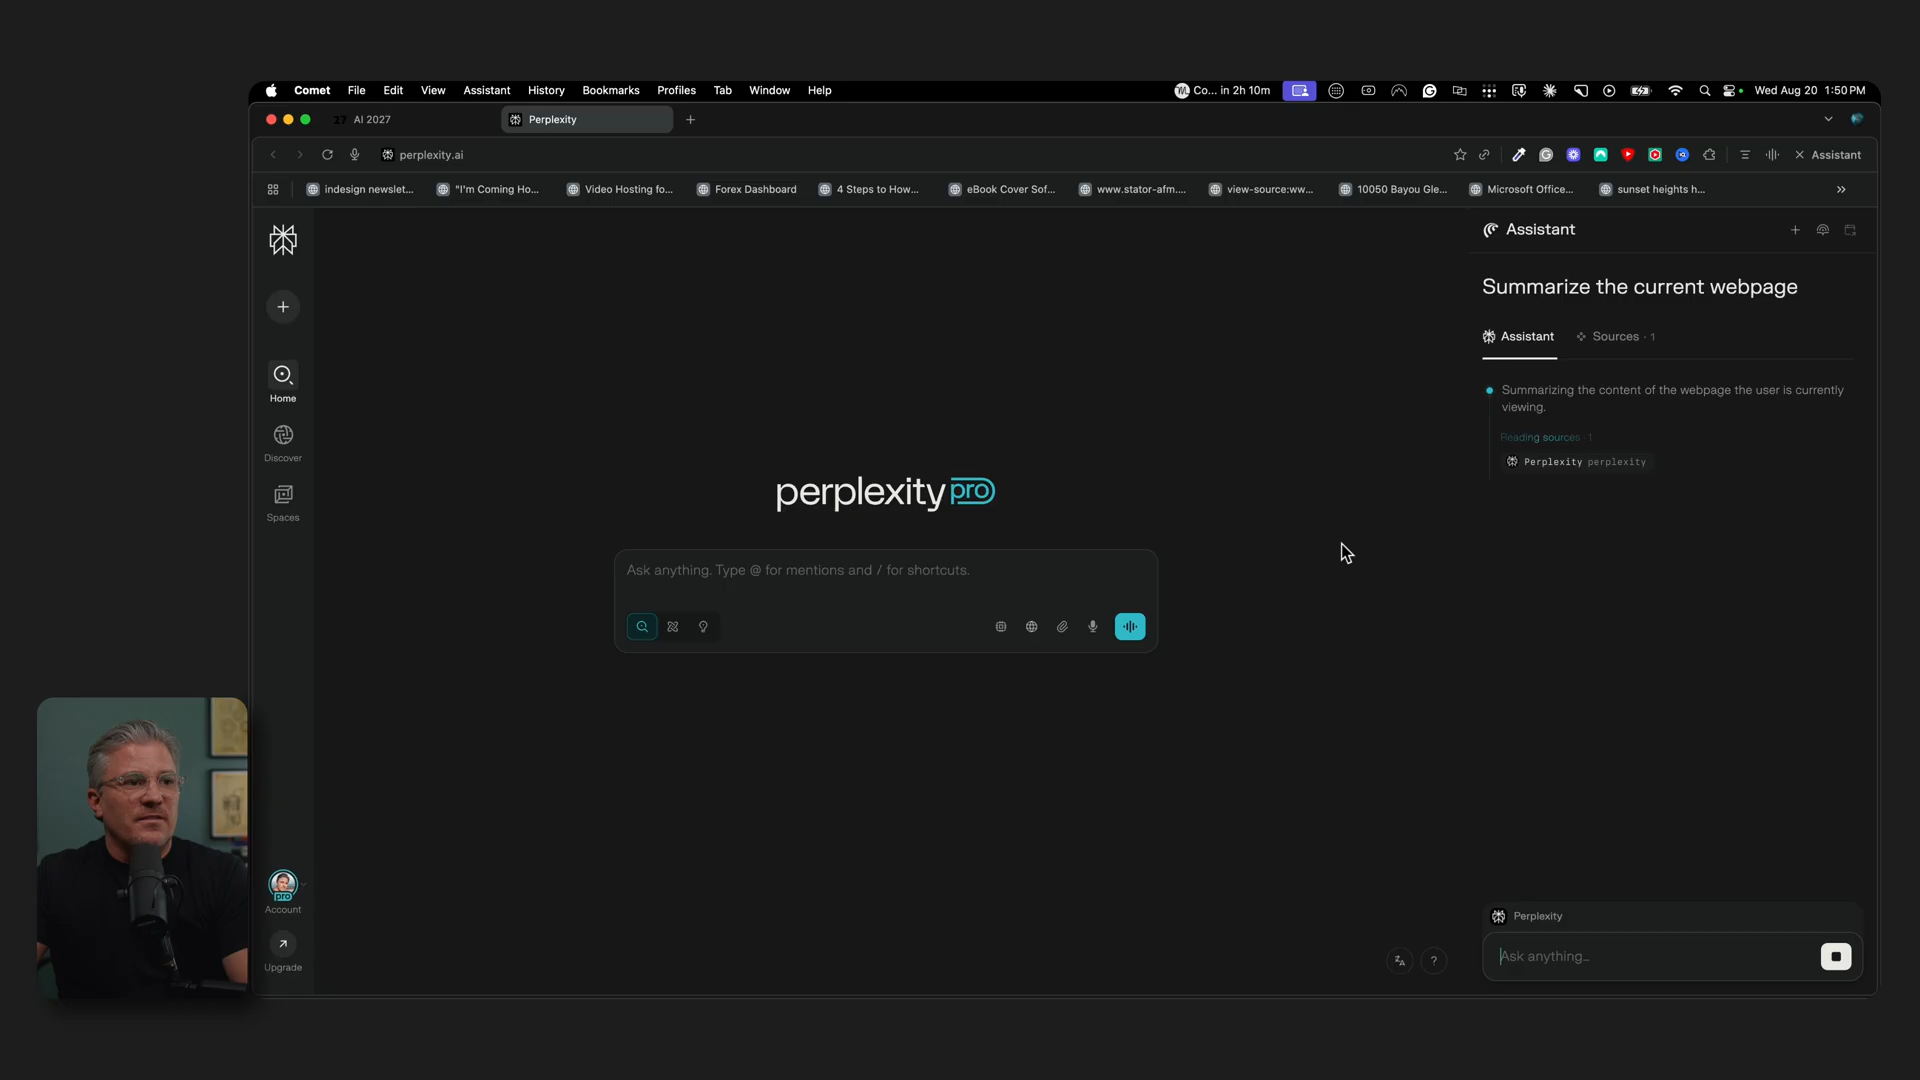 Comet File Edit View Assistant History Bookmarks Profiles Tab Window Help
Co... in 2h 10m
Wed Aug 20 1:50 PM
27 AI 2027
Perplexity
perplexity.ai
Assistant
indesign newslet...
"I'm Coming Ho...
Video Hosting fo...
Forex Dashboard
4 Steps to How...
eBook Cover Sof...
www.stator-afm....
view-source:ww...
10050 Bayou Gle...
Microsoft Office...
sunset heights h...
Home
Discover
Spaces
perplexity pro
Ask anything. Type @ for mentions and / for shortcuts.
pro
Account
Upgrade
?
Assistant
Summarize the current webpage
Assistant
Sources · 1
Summarizing the content of the webpage the user is currently
viewing.
Reading sources · 1
Perplexity perplexity
Perplexity
Ask anything...